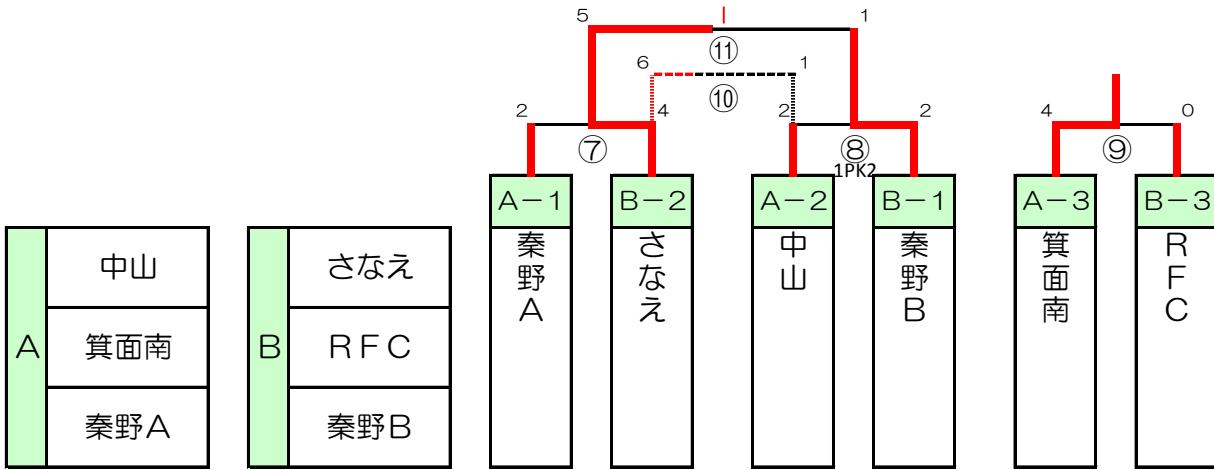 5 1
⑪
6 1
⑩
2 4 2 2 4 0
⑦ ⑧ ⑨
1PK2
A－1 B－2 A－2 B－1 A－3 B－3
秦野A さなえ 中山 秦野B 箕面南 RFC
A
中山
箕面南
秦野A
B
さなえ
RFC
秦野B